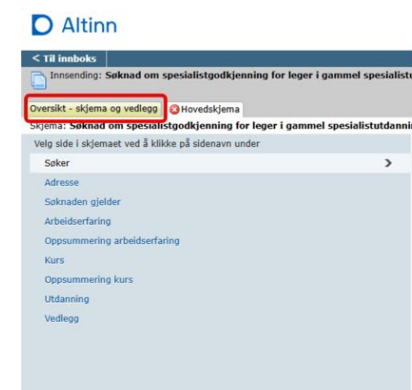 Altinn
< Til innboks
Innsending: Søknad om spesialistgodkjenning for leger i gammel
Oversikt - skjema og vedlegg Hovedskjema
Skjema: Søknad om spesialistgodkjenning for leger i gammel
Velg side i skjemaet ved å klikke på sidenavn under
Søker >
Adresse
Søknaden gjelder
Arbeidserfaring
Oppsummering arbeidserfaring
Kurs
Oppsummering kurs
Utdanning
Vedlegg